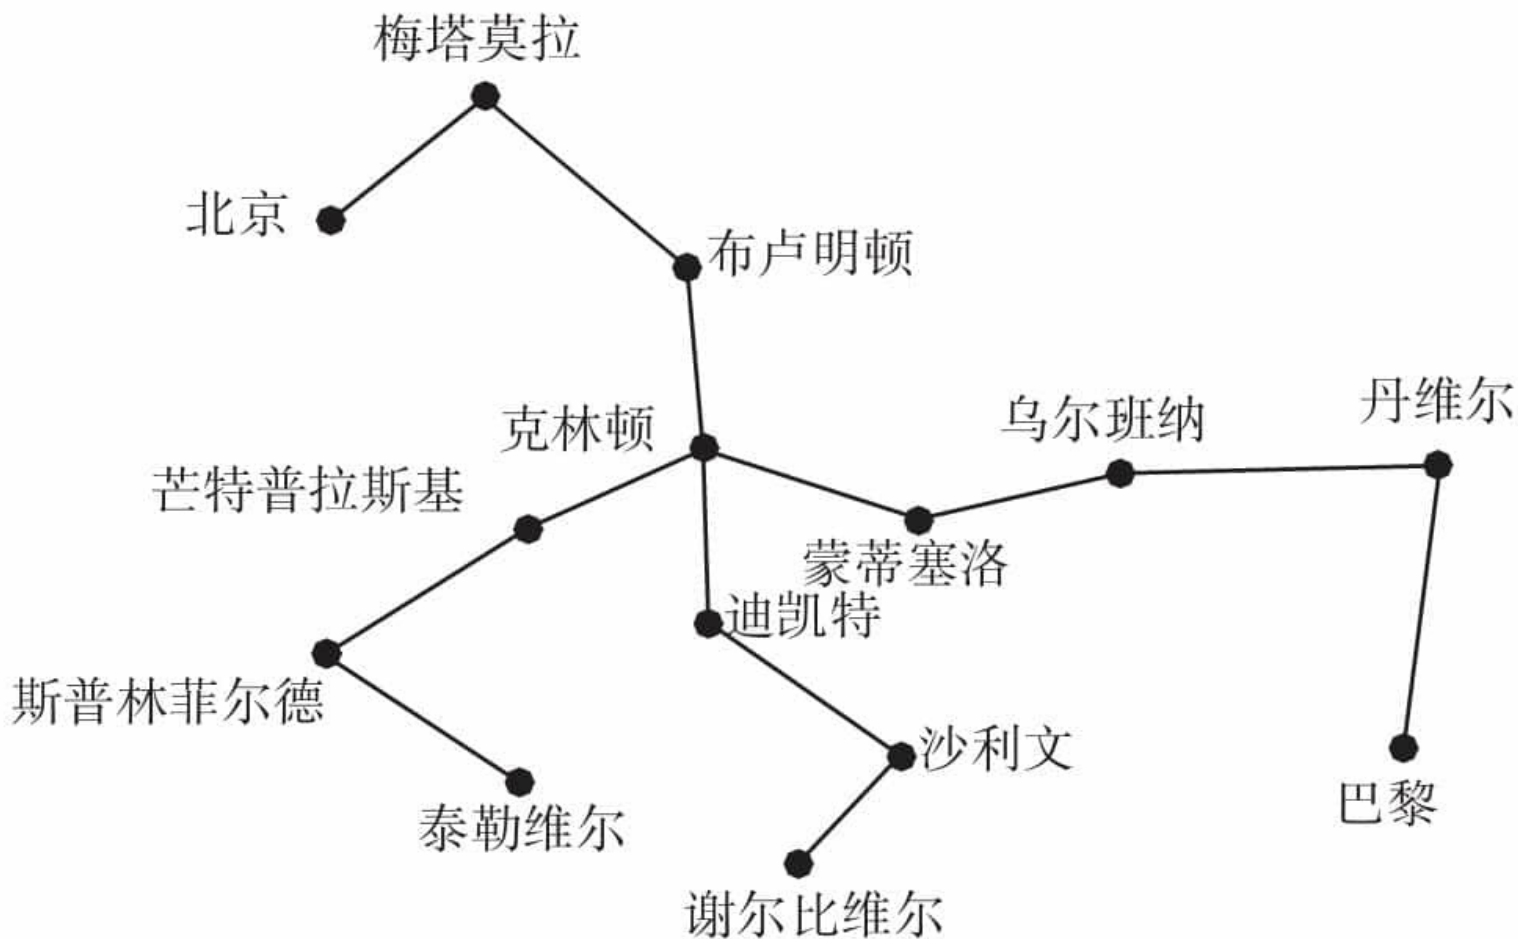 梅塔莫拉
北京
布卢明顿
丹维尔
乌尔班纳
克林顿
芒特普拉斯基
蒙蒂塞洛
迪凯特
斯普林菲尔德
沙利文
巴黎
泰勒维尔
谢尔比维尔